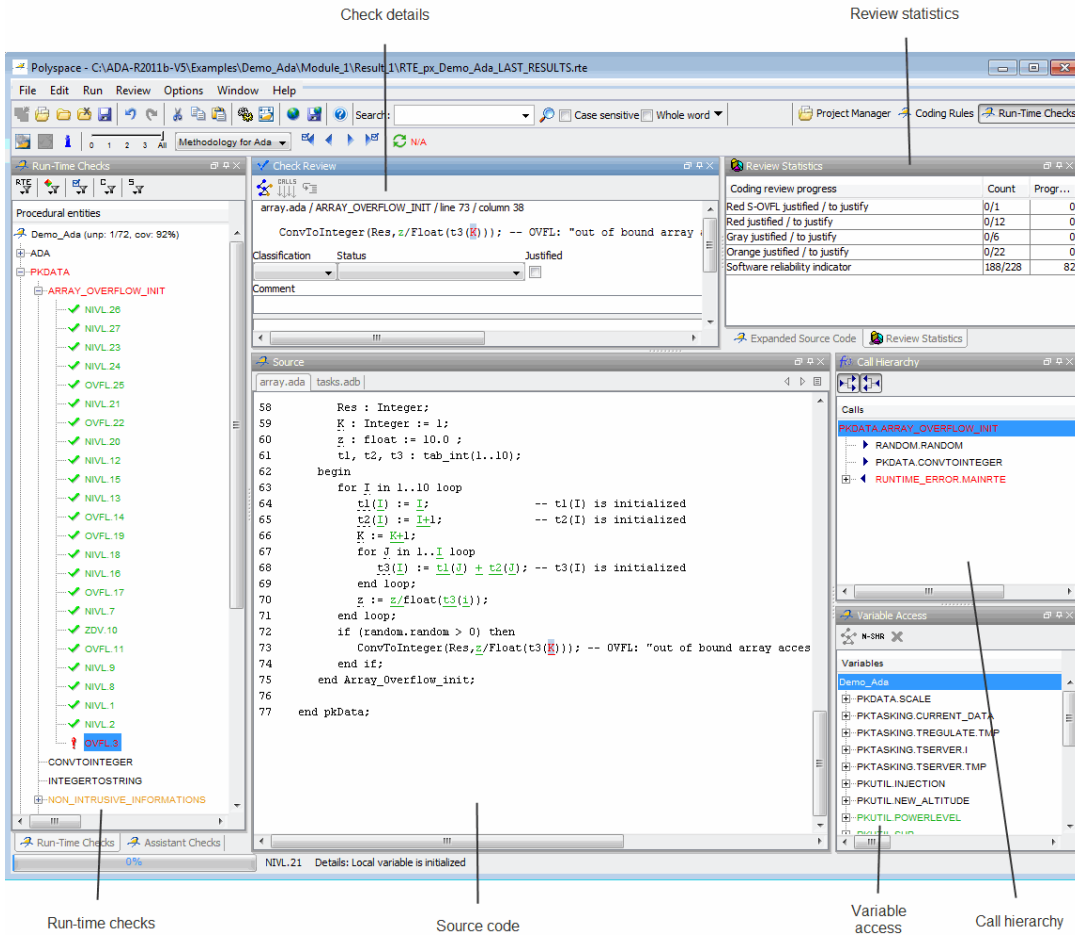 Check details
Review statistics
Polyspace - C:\ADA-R2011b-V5\Examples\Demo_Ada\Module_1\Result_1\RTE_px_Demo_Ada_LAST_RESULTS.rte
File Edit Run Review Options Window Help
Search: Case sensitive Whole word Project Manager Coding Rules Run-Time Checks
0 1 2 3 All Methodology for Ada N/A
Run-Time Checks
RTE C S
Procedural entities
Demo_Ada (unp: 1/72, cov: 92%)
ADA
PKDATA
ARRAY_OVERFLOW_INIT
NIVL.26
NIVL.27
NIVL.23
NIVL.24
OVFL.25
NIVL.21
OVFL.22
NIVL.20
NIVL.12
NIVL.15
NIVL.13
OVFL.14
OVFL.19
NIVL.18
NIVL.16
OVFL.17
NIVL.7
ZDV.10
OVFL.11
NIVL.9
NIVL.8
NIVL.1
NIVL.2
OVFL.3
CONVTOINTEGER
INTEGERTOSTRING
NON_INTRUSIVE_INFORMATIONS
Run-Time Checks Assistant Checks
0%
Check Review
CALLS
array.ada / ARRAY_OVERFLOW_INIT / line 73 / column 38
ConvToInteger(Res,z/Float(t3(K))); -- OVFL: "out of bound array
Classification Status Justified
Comment
Review Statistics
Coding review progress Count Progr...
Red S-OVFL justified / to justify 0/1 0
Red justified / to justify 0/12 0
Gray justified / to justify 0/6 0
Orange justified / to justify 0/22 0
Software reliability indicator 188/228 82
Expanded Source Code Review Statistics
Source
array.ada tasks.adb
58 Res : Integer;
59 K : Integer := 1;
60 z : float := 10.0 ;
61 t1, t2, t3 : tab_int(1..10);
62 begin
63 for I in 1..10 loop
64 t1(I) := I; -- t1(I) is initialized
65 t2(I) := I+1; -- t2(I) is initialized
66 K := K+1;
67 for J in 1..I loop
68 t3(I) := t1(J) + t2(J); -- t3(I) is initialized
69 end loop;
70 z := z/float(t3(i));
71 end loop;
72 if (random.random > 0) then
73 ConvToInteger(Res,z/Float(t3(K))); -- OVFL: "out of bound array acces
74 end if;
75 end Array_Overflow_init;
76
77 end pkData;
NIVL.21 Details: Local variable is initialized
Call Hierarchy
Calls
PKDATA.ARRAY_OVERFLOW_INIT
RANDOM.RANDOM
PKDATA.CONVTOINTEGER
RUNTIME_ERROR.MAINRTE
Variable Access
N-SHR
Variables
Demo_Ada
PKDATA.SCALE
PKTASKING.CURRENT_DATA
PKTASKING.TREGULATE.TMP
PKTASKING.TSERVER.I
PKTASKING.TSERVER.TMP
PKUTIL.INJECTION
PKUTIL.NEW_ALTITUDE
PKUTIL.POWERLEVEL
Run-time checks
Source code
Variable
access
Call hierarchy